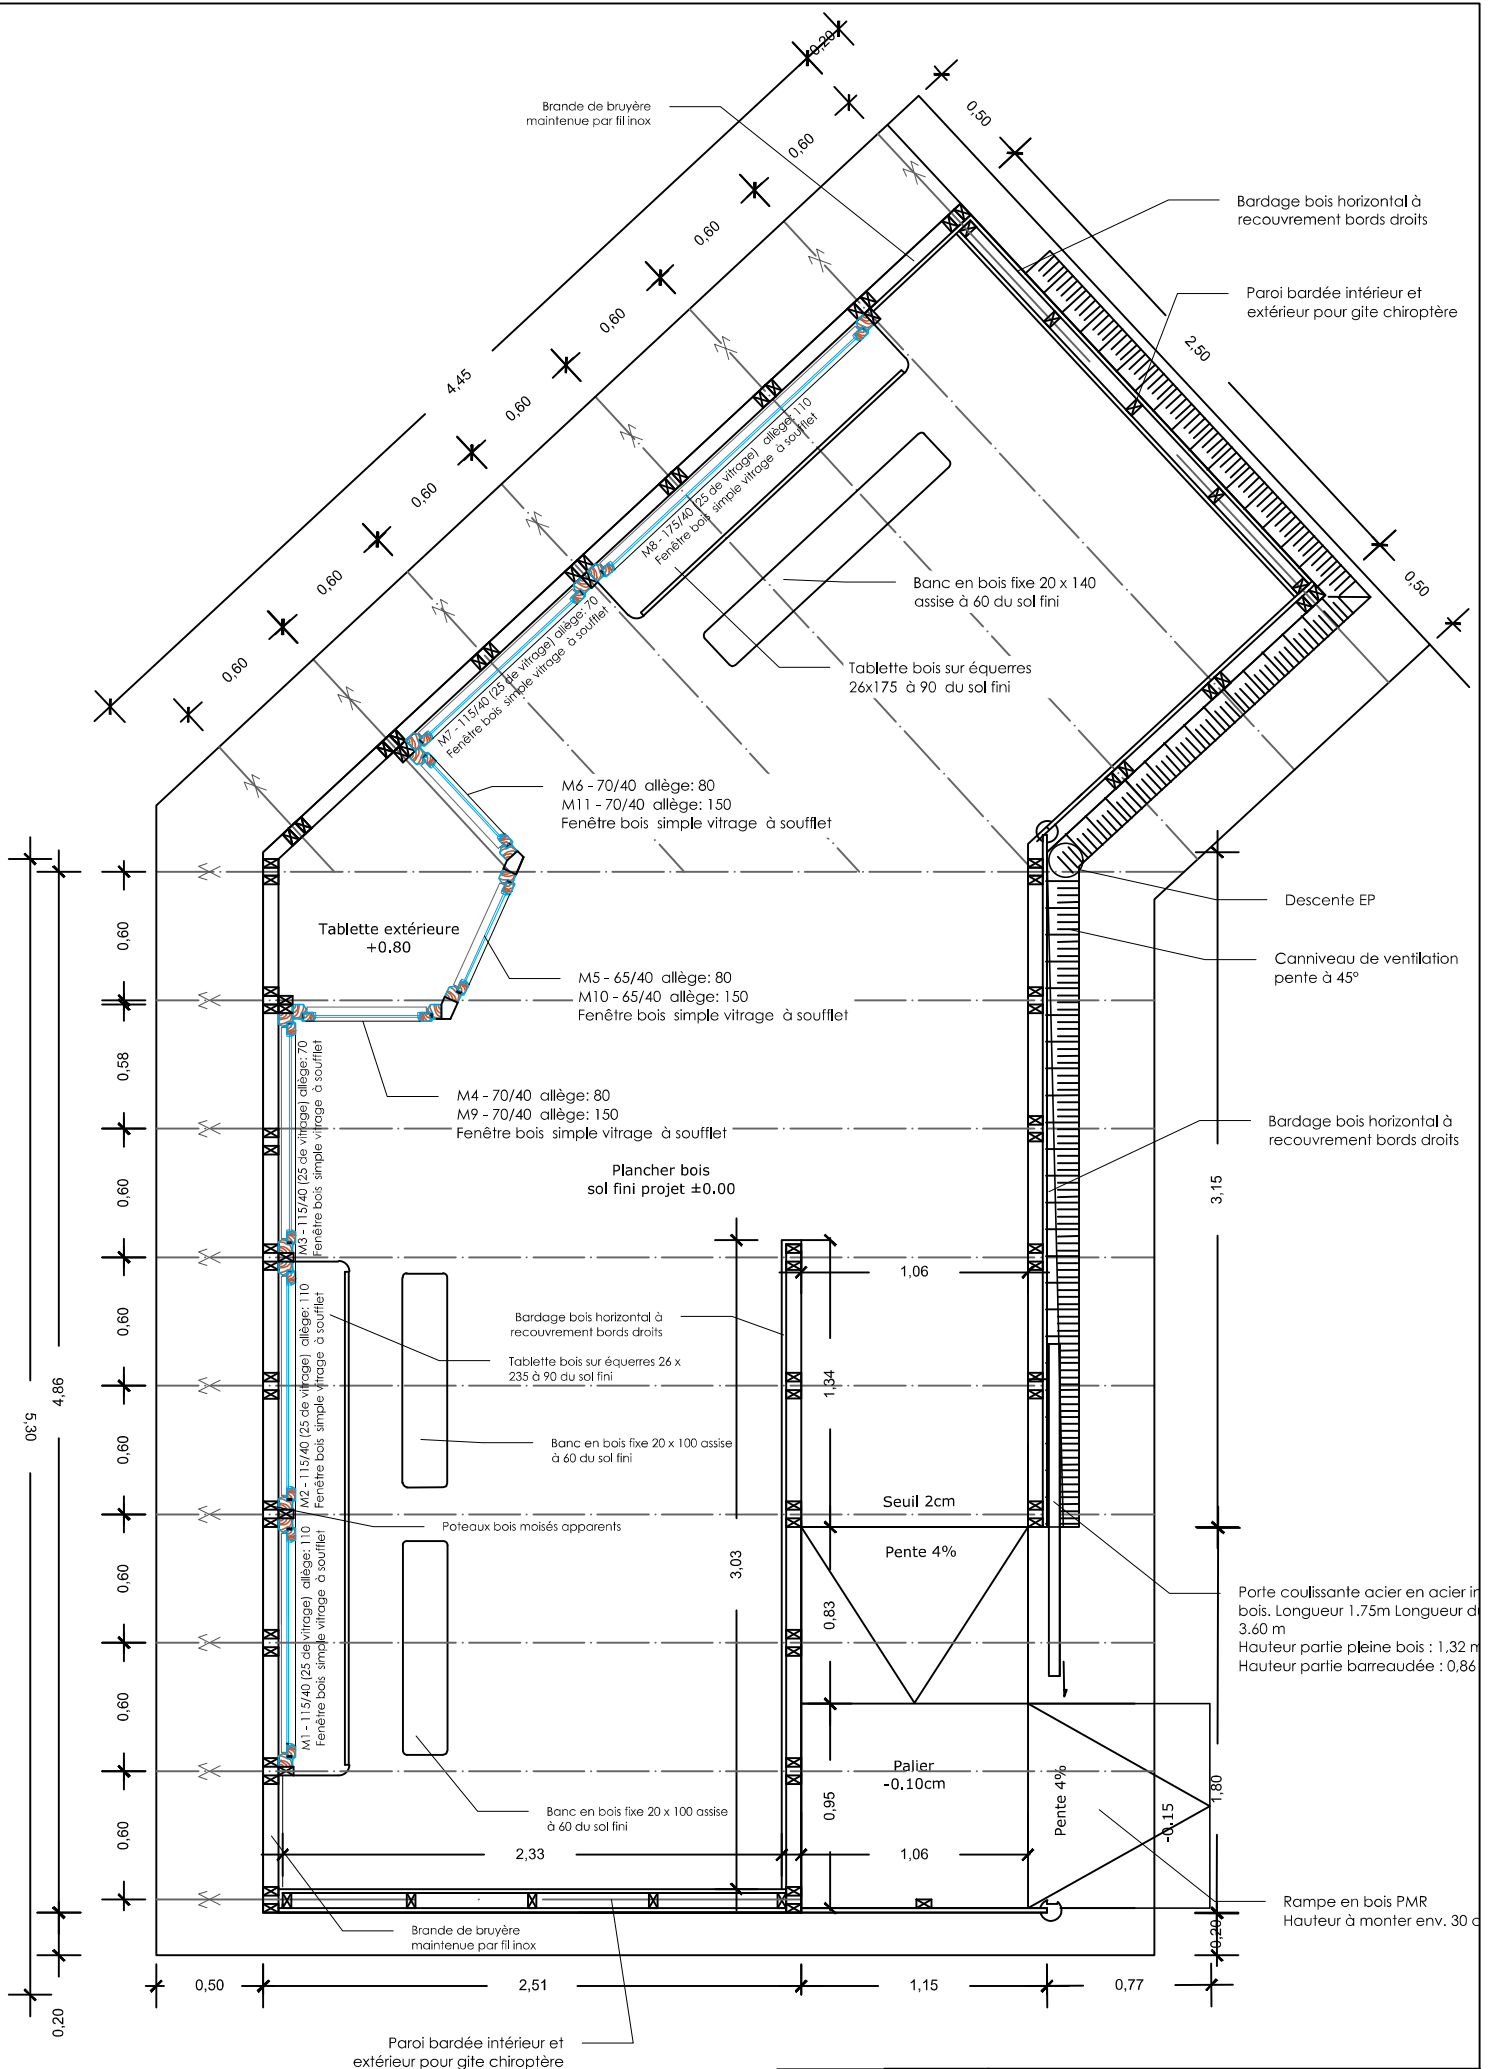 0,20
0,50
0,60
Brande de bruyère
maintenue par fil inox
0,60
Bardage bois horizontal à
recouvrement bords droits
0,60
Paroi bardée intérieur et
extérieur pour gite chiroptère
2,50
4,45
0,60
0,60
0,60
0,60
0,50
M8 - 175/40 (25 de vitrage) allège: 110
Fenêtre bois simple vitrage à soufflet
Banc en bois fixe 20 x 140
assise à 60 du sol fini
M7 - 115/40 (25 de vitrage) allège: 70
Fenêtre bois simple vitrage à soufflet
Tablette bois sur équerres
26x175 à 90 du sol fini
M6 - 70/40 allège: 80
M11 - 70/40 allège: 150
Fenêtre bois simple vitrage à soufflet
Descente EP
Tablette extérieure
+0.80
0,60
Canniveau de ventilation
pente à 45°
M5 - 65/40 allège: 80
M10 - 65/40 allège: 150
Fenêtre bois simple vitrage à soufflet
0,58
M3 - 115/40 (25 de vitrage) allège: 70
Fenêtre bois simple vitrage à soufflet
M4 - 70/40 allège: 80
M9 - 70/40 allège: 150
Fenêtre bois simple vitrage à soufflet
Bardage bois horizontal à
recouvrement bords droits
Plancher bois
sol fini projet ±0.00
0,60
3,15
1,06
0,60
M2 - 115/40 (25 de vitrage) allège: 110
Fenêtre bois simple vitrage à soufflet
Bardage bois horizontal à
recouvrement bords droits
Tablette bois sur équerres 26 x
235 à 90 du sol fini
1,34
4,86
5,30
0,60
Banc en bois fixe 20 x 100 assise
à 60 du sol fini
Seuil 2cm
Poteaux bois moisés apparents
Pente 4%
3,03
0,60
M1 - 115/40 (25 de vitrage) allège: 110
Fenêtre bois simple vitrage à soufflet
0,83
Porte coulissante acier en acier in
bois. Longueur 1.75m Longueur d
3.60 m
Hauteur partie pleine bois : 1,32 m
Hauteur partie barreaudée : 0,86
0,60
Palier
-0.10cm
Pente 4%
1,80
-0.15
0,95
Banc en bois fixe 20 x 100 assise
à 60 du sol fini
0,60
2,33
1,06
Rampe en bois PMR
Hauteur à monter env. 30 c
Brande de bruyère
maintenue par fil inox
0,20
0,50
2,51
1,15
0,77
0,20
Paroi bardée intérieur et
extérieur pour gite chiroptère